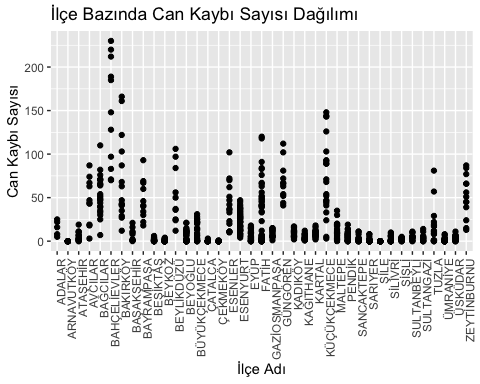 İlçe Bazında Can Kaybı Sayısı Dağılımı
Can Kaybı Sayısı
200
150
100
50
0
ADALAR
ARNAVUTKÖY
ATAŞEHİR
AVCILAR
BAĞCILAR
BAHÇELİEVLER
BAKIRKÖY
BAŞAKŞEHİR
BAYRAMPAŞA
BEŞİKTAŞ
BEYKOZ
BEYLİKDÜZÜ
BEYOĞLU
BÜYÜKÇEKMECE
ÇATALCA
ÇEKMEKÖY
ESENLER
ESENYURT
EYÜP
FATİH
GAZİOSMANPAŞA
GÜNGÖREN
KADIKÖY
KAĞITHANE
KARTAL
KÜÇÜKÇEKMECE
MALTEPE
PENDİK
SANCAKTEPE
SARIYER
ŞİLE
SİLİVRİ
ŞİŞLİ
SULTANBEYLİ
SULTANGAZİ
TUZLA
ÜMRANİYE
ÜSKÜDAR
ZEYTİNBURNU
İlçe Adı